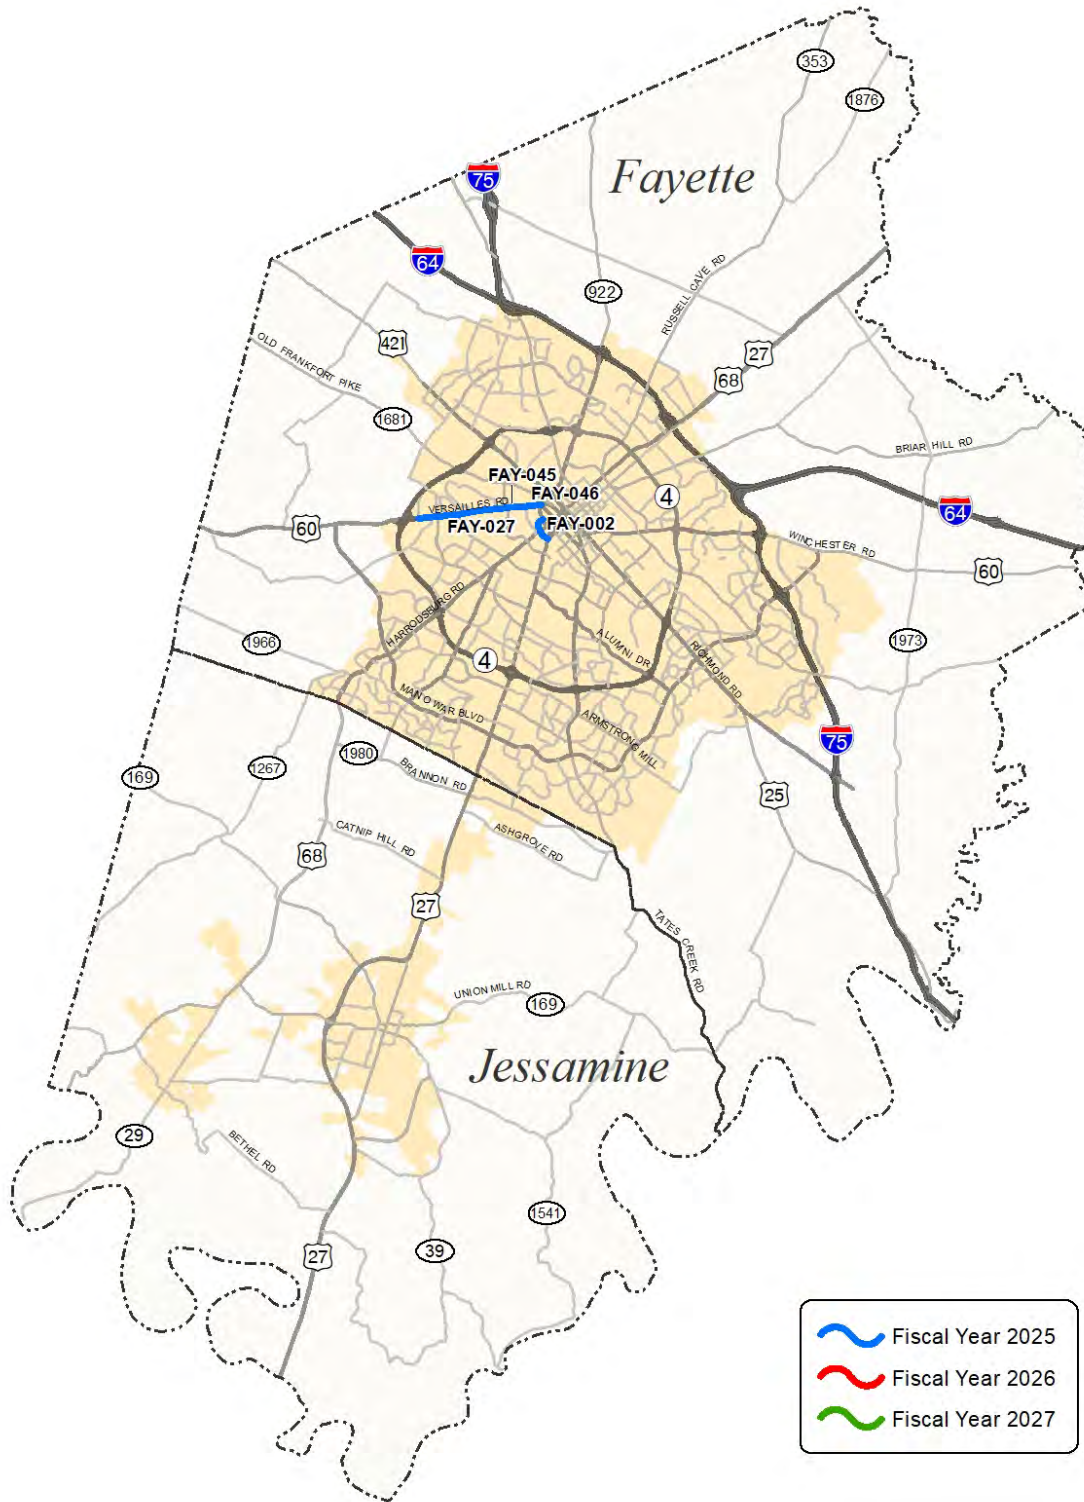 353
1876
75
Fayette
64
922
RUSSELL CAVE RD
421
27
OLD FRANKFORT PIKE
68
1681
BRIAR HILL RD
FAY-045
FAY-046
4
VERSAILLES RD
64
60
FAY-027
FAY-002
WINCHESTER RD
60
HARRODSBURG RD
1966
1973
ALUMNI DR
4
RICHMOND RD
MAN O WAR BLVD
ARMSTRONG MILL
75
1980
169
1267
BRANNON RD
25
CATNIP HILL RD
ASHGROVE RD
68
27
TATES CREEK RD
UNION MILL RD
169
Jessamine
29
BETHEL RD
1541
39
27
Fiscal Year 2025
Fiscal Year 2026
Fiscal Year 2027